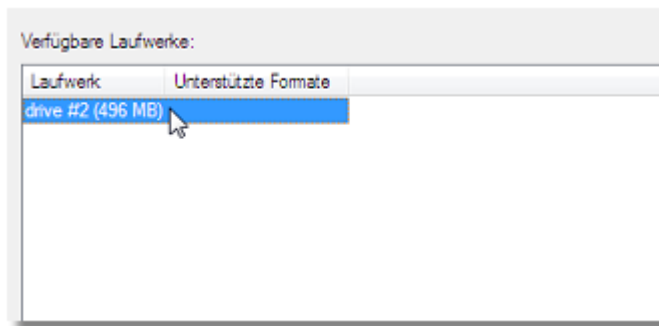 Verfügbare Laufwerke:
Laufwerk Unterstützte Formate
drive #2 (496 MB)